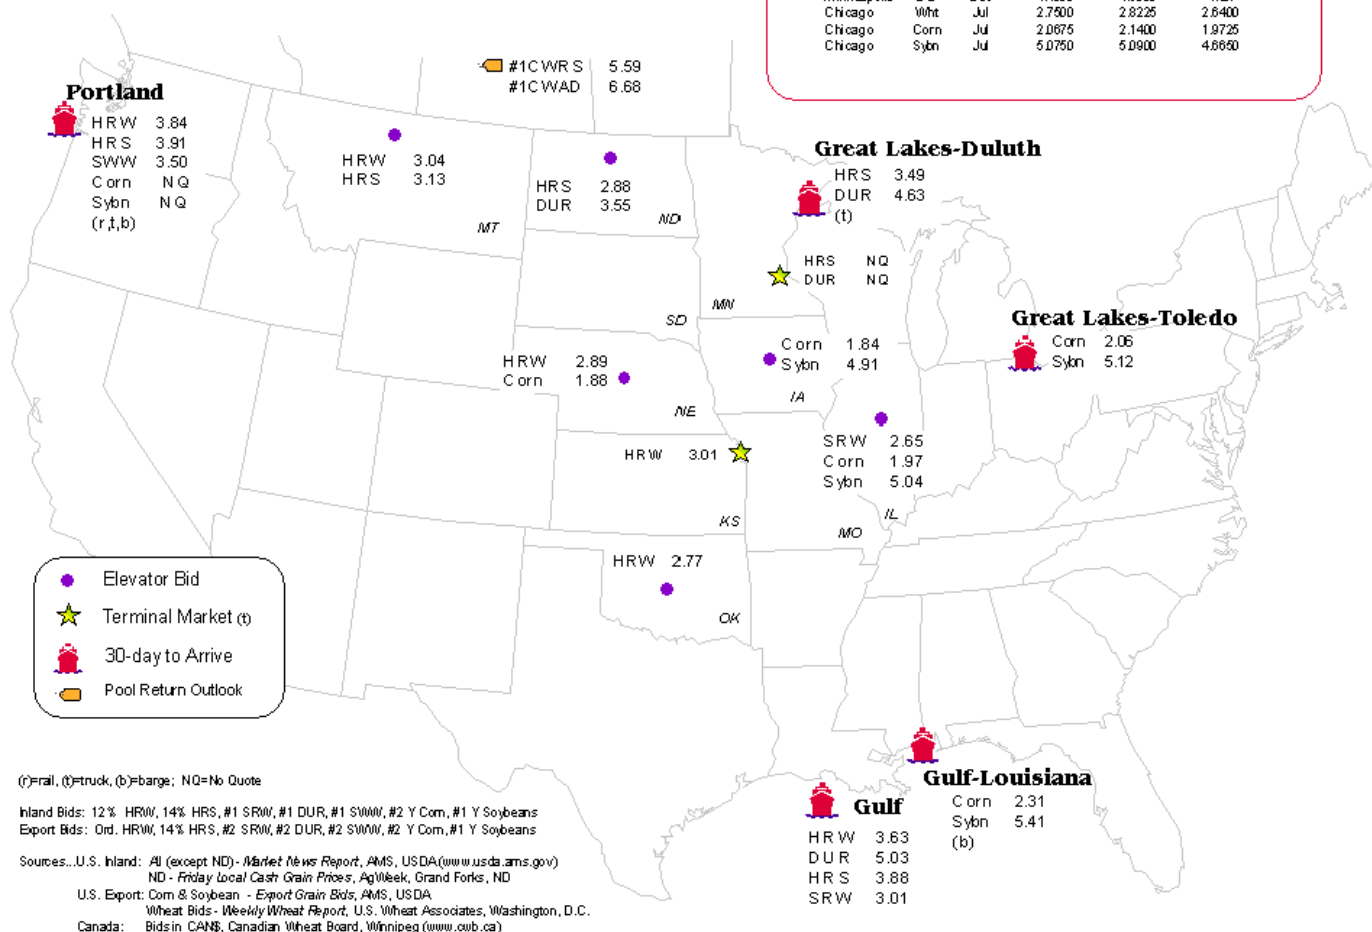 Chicago Wht Jul 2.7500 2.8225 2.6400
Chicago Corn Jul 2.0675 2.1400 1.9725
Chicago Sybn Jul 5.0750 5.0900 4.6650
#1CWRS 5.59
#1CWAD 6.68
Portland
HRW 3.84
HRS 3.91
SWW 3.50
Corn NQ
Sybn NQ
(r,t,b)
HRW 3.04
HRS 3.13
MT
HRS 2.88
DUR 3.55
ND
Great Lakes-Duluth
HRS 3.49
DUR 4.63
(t)
HRS NQ
DUR NQ
MN
SD
Great Lakes-Toledo
Corn 2.06
Sybn 5.12
HRW 2.89
Corn 1.88
NE
Corn 1.84
Sybn 4.91
IA
SRW 2.65
Corn 1.97
Sybn 5.04
IL
HRW 3.01
KS
MO
HRW 2.77
OK
Elevator Bid
Terminal Market (t)
30-day to Arrive
Pool Return Outlook
Gulf-Louisiana
Corn 2.31
Sybn 5.41
(b)
Gulf
HRW 3.63
DUR 5.03
HRS 3.88
SRW 3.01
(r)=rail, (t)=truck, (b)=barge; NQ=No Quote
Inland Bids: 12% HRW, 14% HRS, #1 SRW, #1 DUR, #1 SWW, #2 Y Corn, #1 Y Soybeans
Export Bids: Ord. HRW, 14% HRS, #2 SRW, #2 DUR, #2 SWW, #2 Y Corn, #1 Y Soybeans
Sources...U.S. Inland: All (except ND) - Market News Report, AMS, USDA (www.usda.ams.gov)
ND - Friday Local Cash Grain Prices, AgWeek, Grand Forks, ND
U.S. Export: Corn & Soybean - Export Grain Bids, AMS, USDA
Wheat Bids - Weekly Wheat Report, U.S. Wheat Associates, Washington, D.C.
Canada: Bids in CAN$, Canadian Wheat Board, Winnipeg (www.cwb.ca)